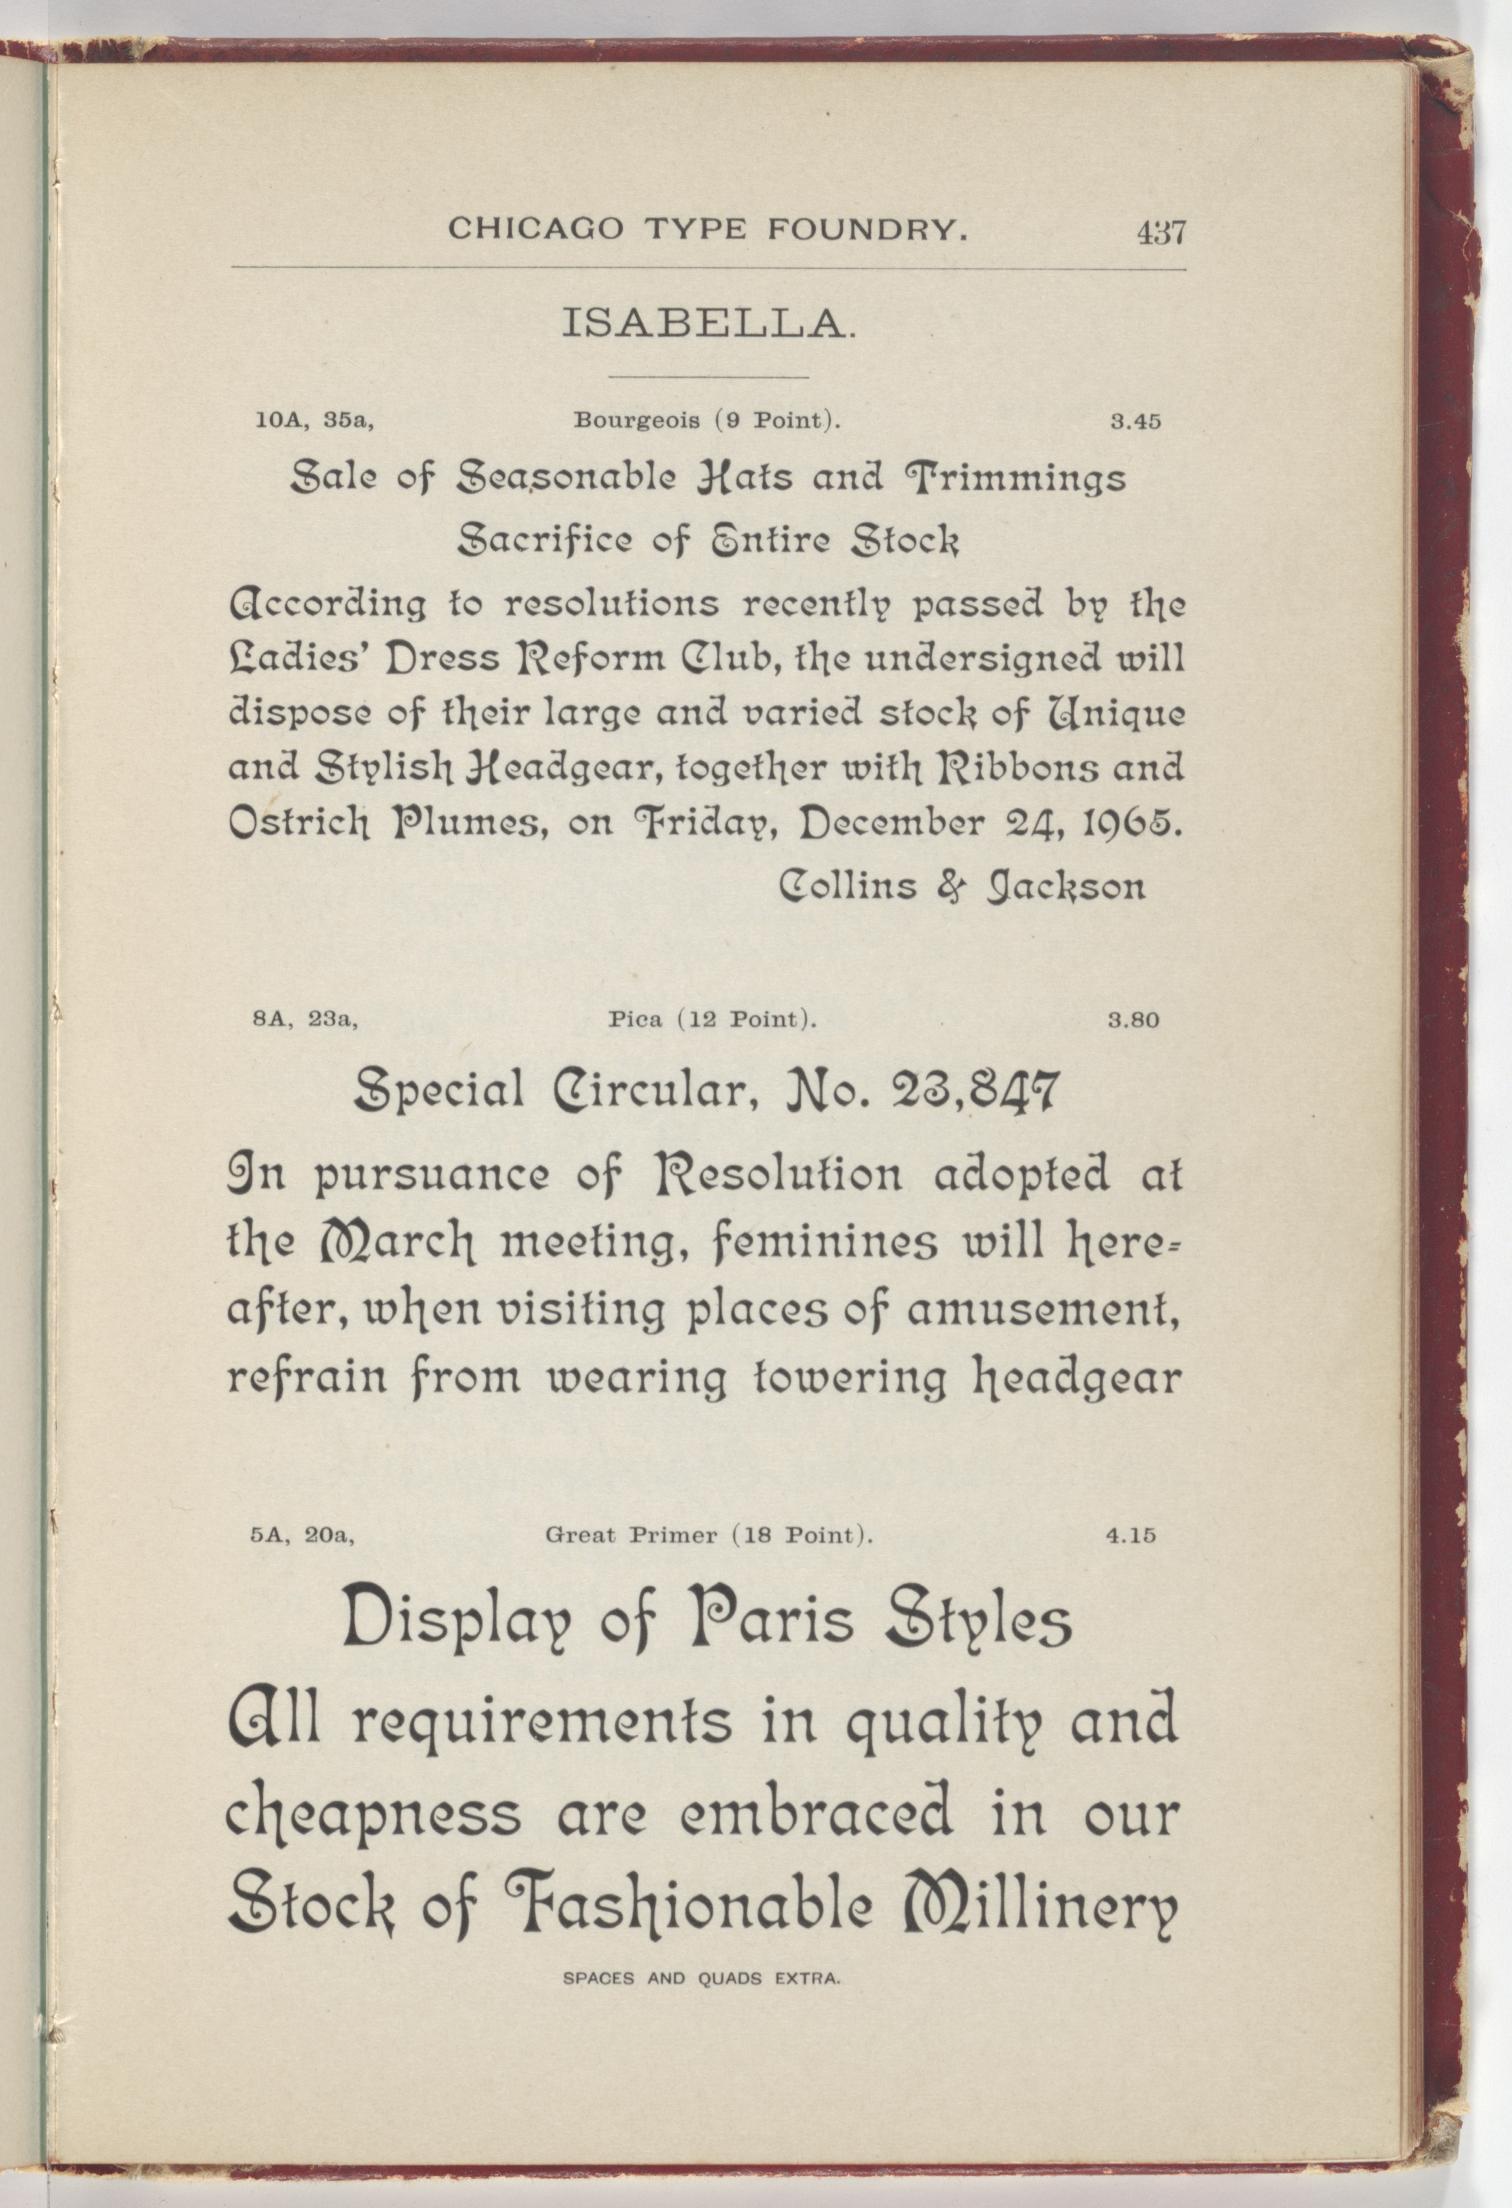 CHICAGO TYPE FOUNDRY. 437
ISABELLA.
10A, 35a, Bourgeois (9 Point). 3.45
Sale of Seasonable Hats and Trimmings
Sacrifice of Entire Stock
According to resolutions recently passed by the
Ladies' Dress Reform Club, the undersigned will
dispose of their large and varied stock of Unique
and Stylish Headgear, together with Ribbons and
Ostrich Plumes, on Friday, December 24, 1965.
Collins & Jackson
8A, 23a, Pica (12 Point). 3.80
Special Circular, No. 23,847
In pursuance of Resolution adopted at
the March meeting, feminines will here-
after, when visiting places of amusement,
refrain from wearing towering headgear
5A, 20a, Great Primer (18 Point). 4.15
Display of Paris Styles
All requirements in quality and
cheapness are embraced in our
Stock of Fashionable Millinery
SPACES AND QUADS EXTRA.